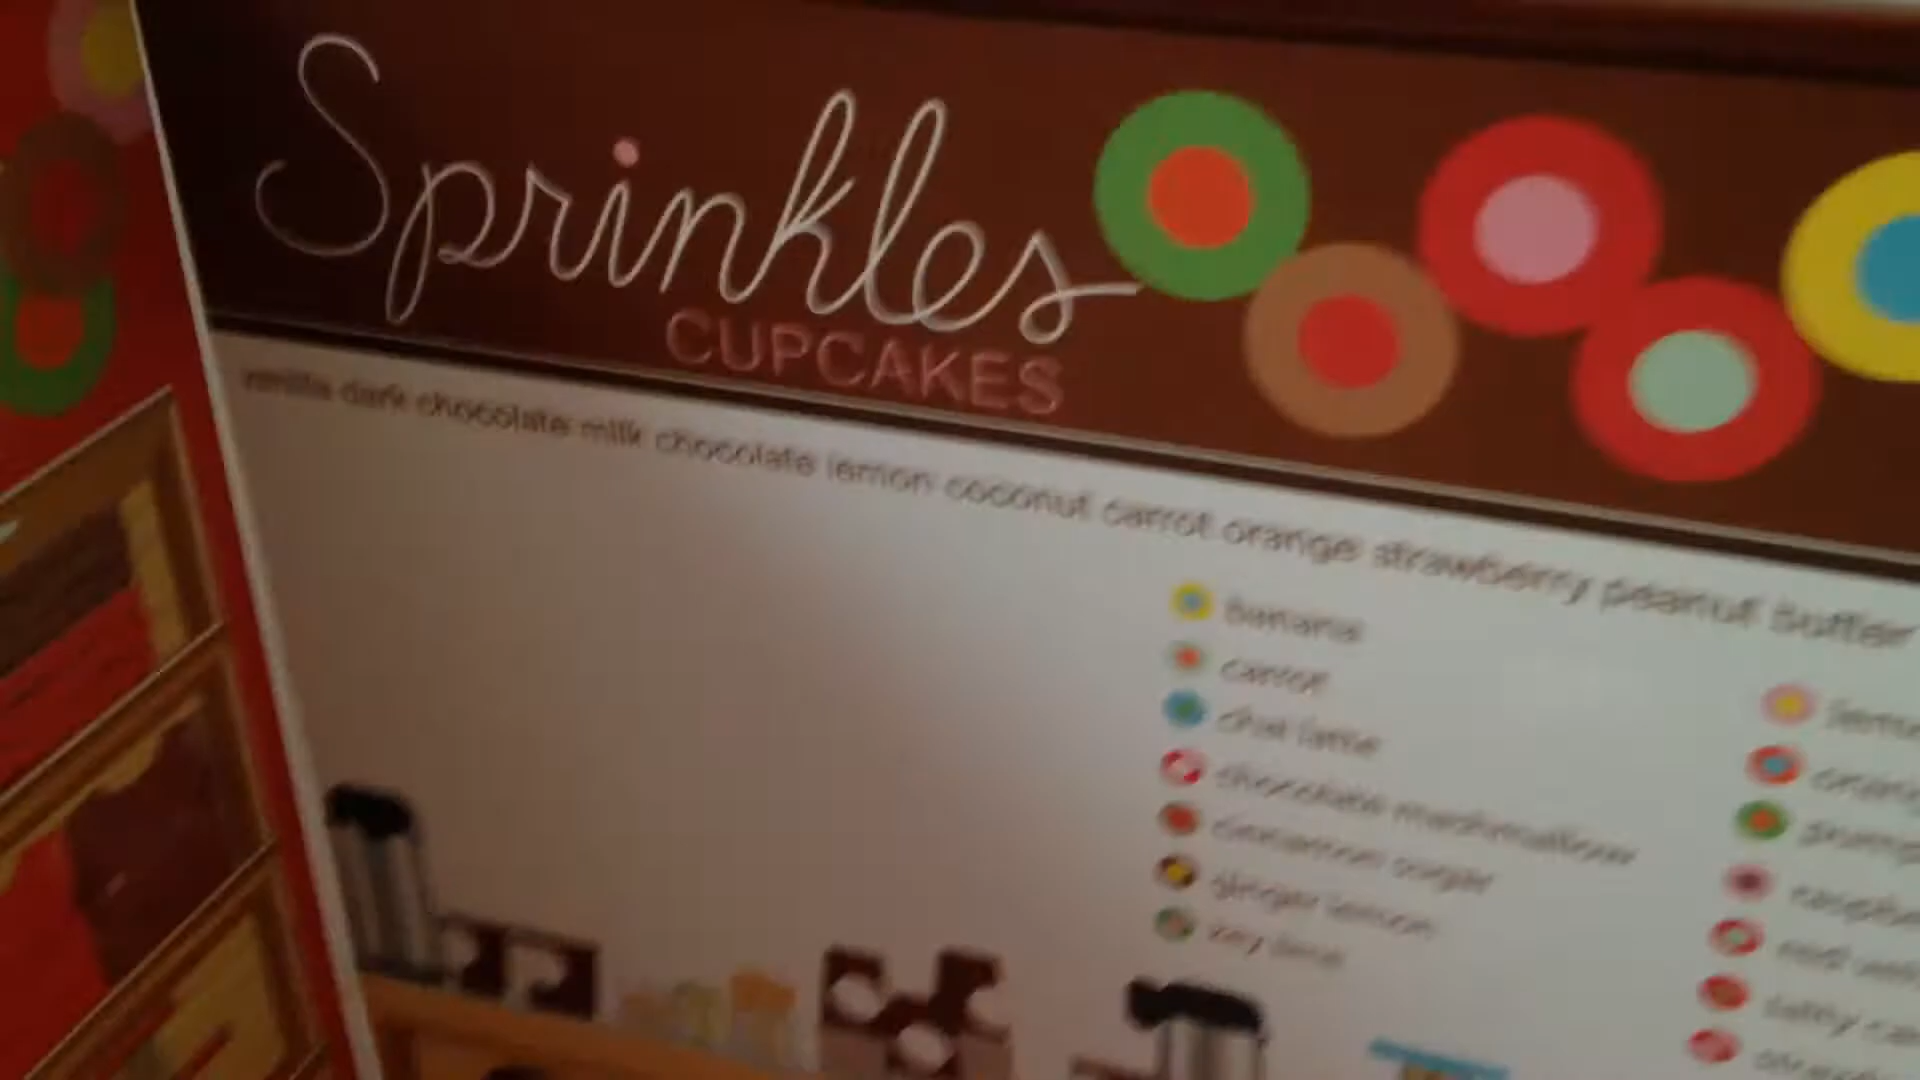 Sprinkles
CUPCAKES
vanilla dark chocolate milk chocolate lemon coconut carrot orange strawberry peanut butter
banana
carrot
chai latte
chocolate marshmallow
cinnamon sugar
ginger lemon
key lime